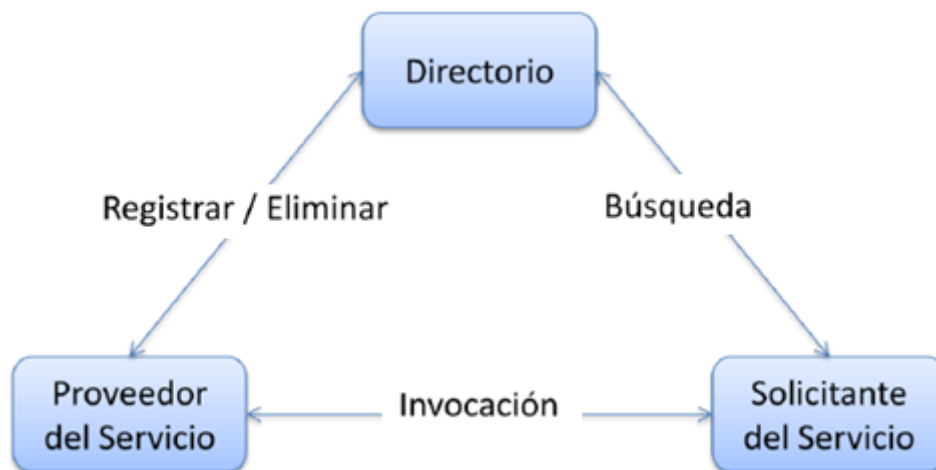 Directorio
Registrar / Eliminar
Búsqueda
Proveedor
del Servicio
Invocación
Solicitante
del Servicio